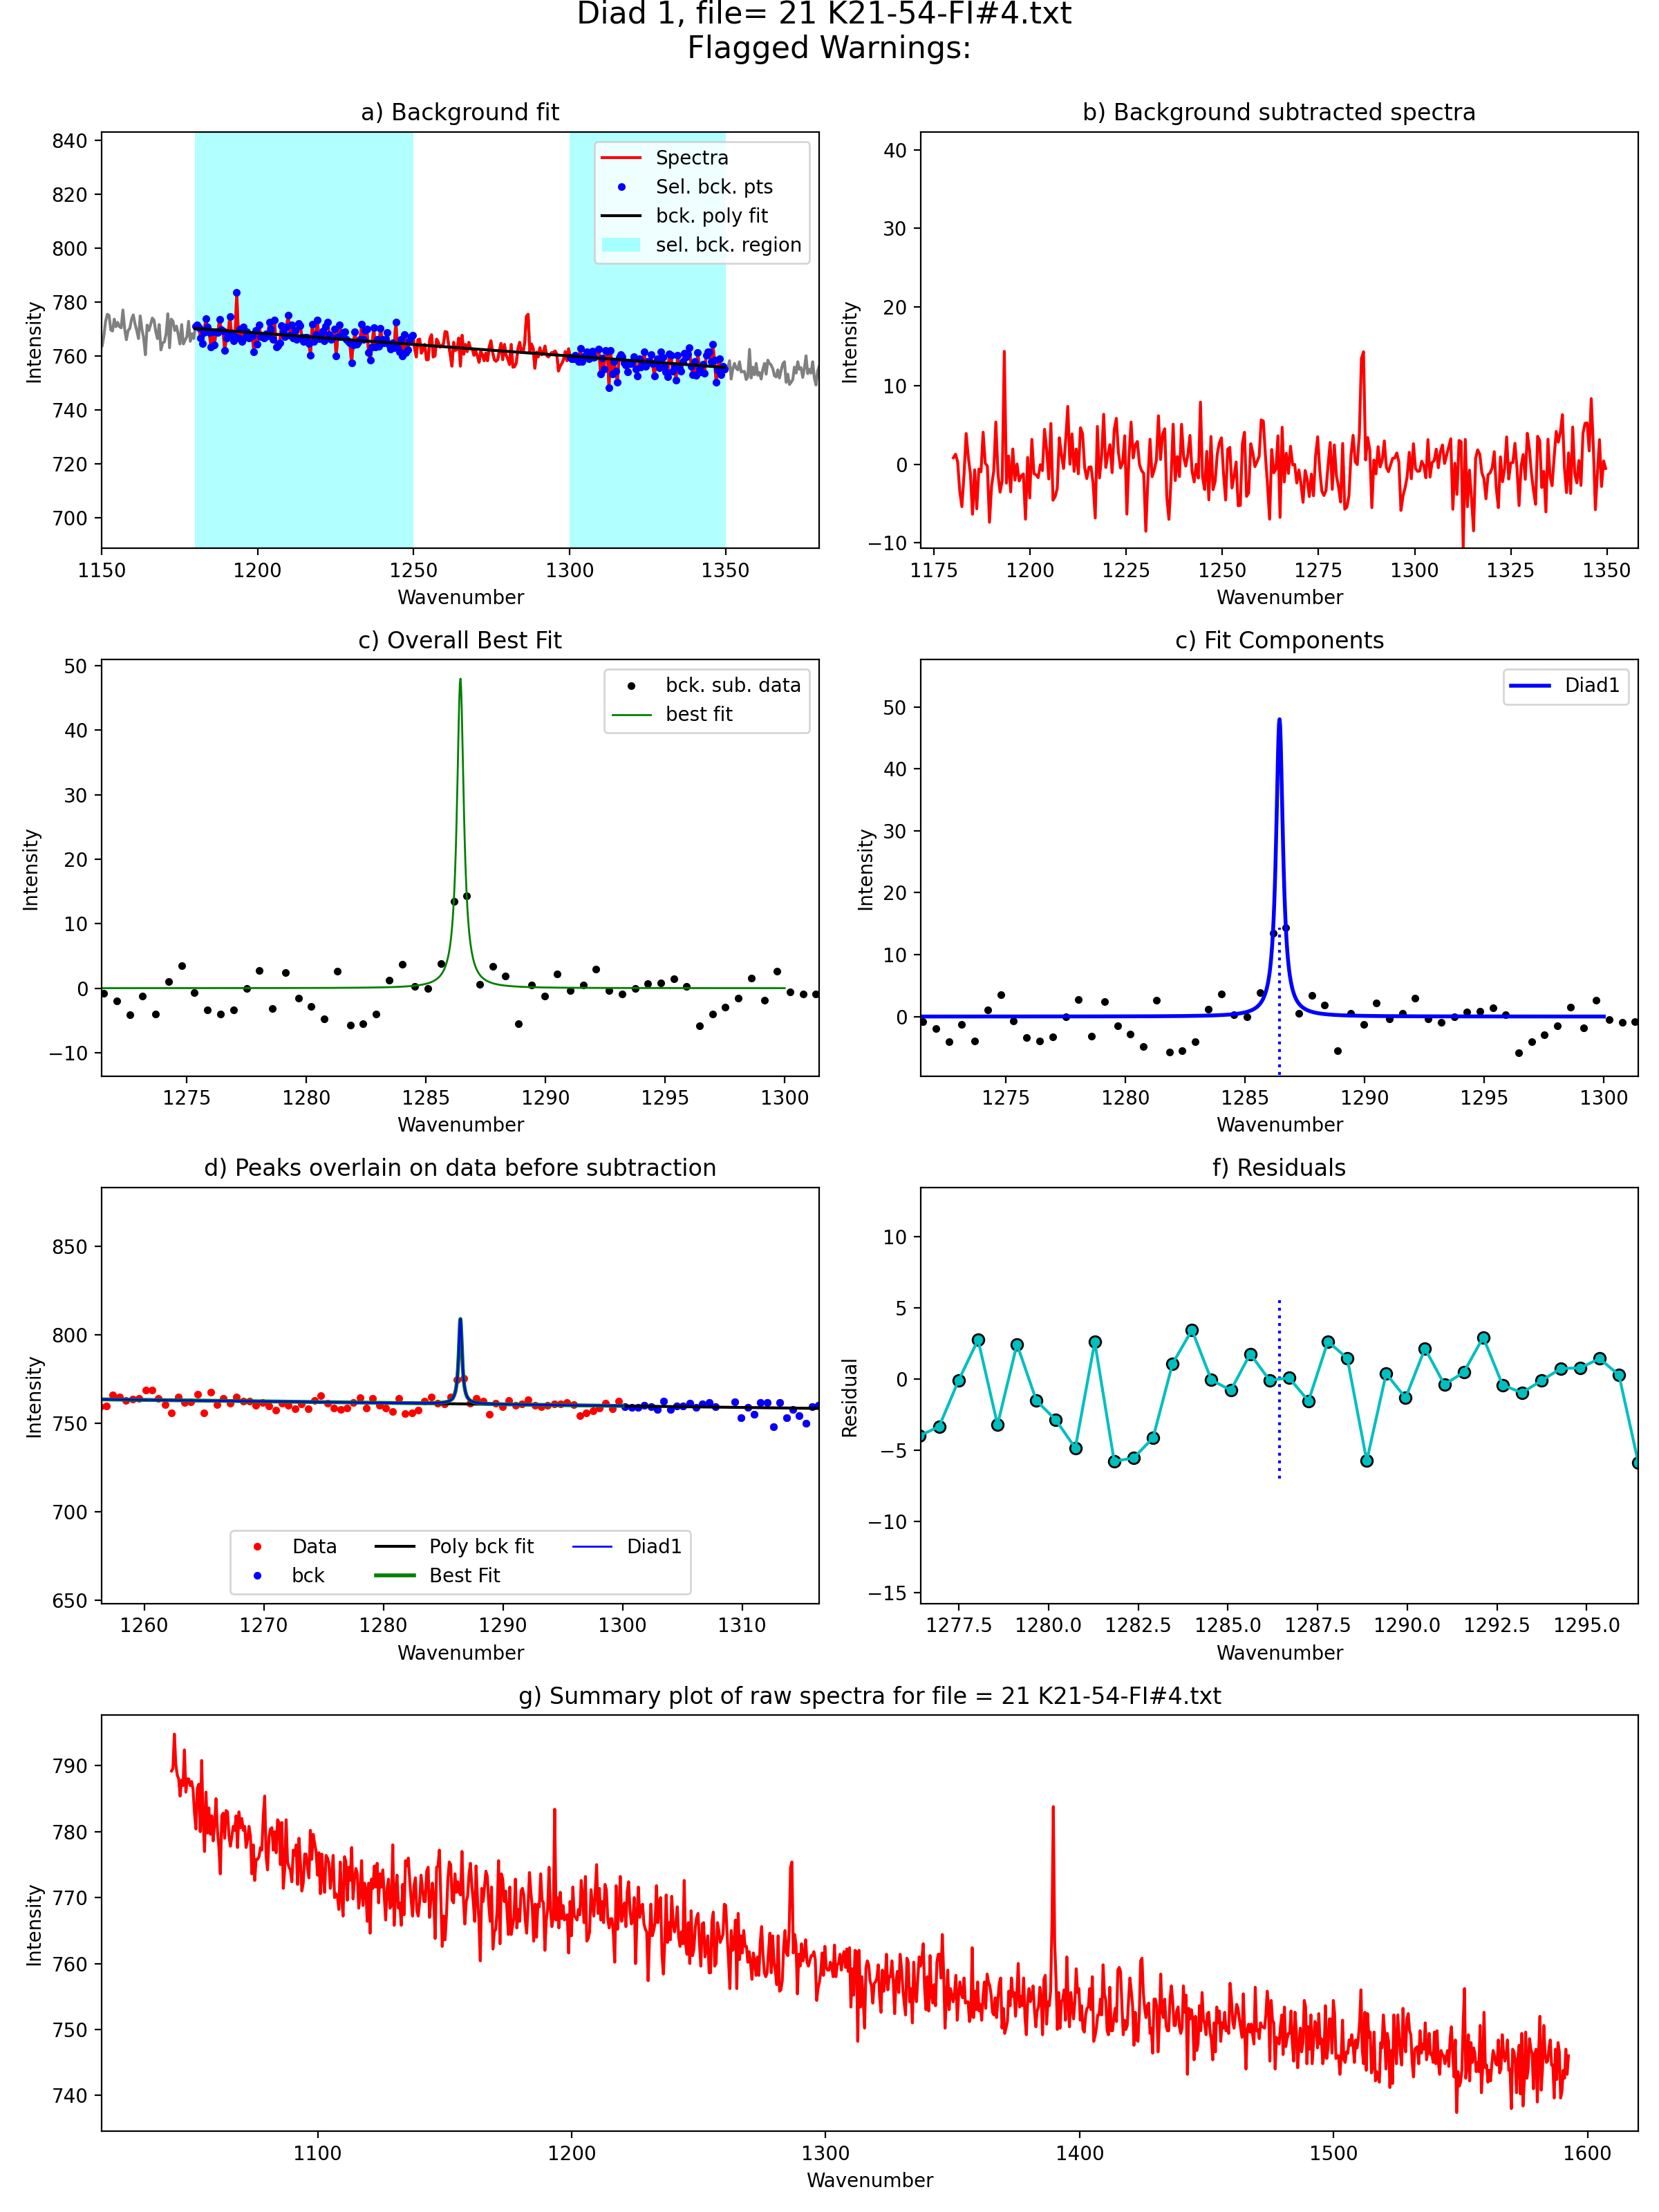 Diad 1, file= 21 K21-54-FI#4.txt
Flagged Warnings:
a) Background fit
840
820
800
780
760
740
720
700
Intensity
Spectra
Sel. bck. pts
bck. poly fit
sel. bck. region
1150 1200 1250 1300 1350
Wavenumber
b) Background subtracted spectra
40
30
20
10
0
−10
Intensity
1175 1200 1225 1250 1275 1300 1325 1350
Wavenumber
c) Overall Best Fit
50
40
30
20
10
0
−10
Intensity
bck. sub. data
best fit
1275 1280 1285 1290 1295 1300
Wavenumber
c) Fit Components
50
40
30
20
10
0
Intensity
Diad1
1275 1280 1285 1290 1295 1300
Wavenumber
d) Peaks overlain on data before subtraction
850
800
750
700
650
Intensity
Data Poly bck fit Diad1
bck Best Fit
1260 1270 1280 1290 1300 1310
Wavenumber
f) Residuals
10
5
0
−5
−10
−15
Residual
1277.5 1280.0 1282.5 1285.0 1287.5 1290.0 1292.5 1295.0
Wavenumber
g) Summary plot of raw spectra for file = 21 K21-54-FI#4.txt
790
780
770
760
750
740
Intensity
1100 1200 1300 1400 1500 1600
Wavenumber